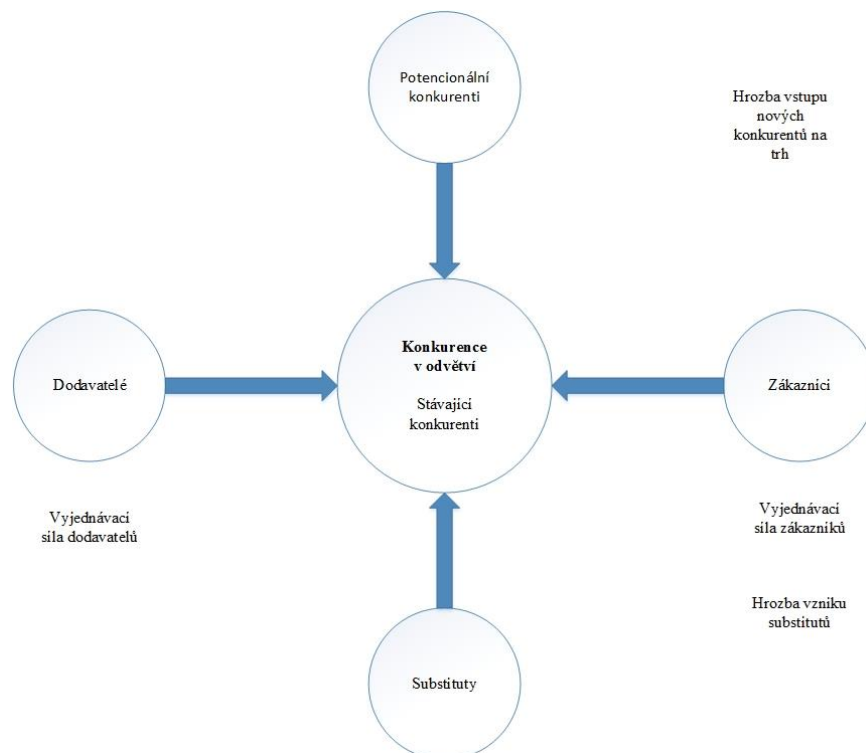 Potencionální
konkurenti
Hrozba vstupu
nových
konkurentů na
trh
Konkurence
v odvětví
Stávající
konkurenti
Dodavatelé
Zákaznici
Vyjednávací
síla dodavatelů
Vyjednávací
síla zákazníků
Hrozba vzniku
substitutů
Substituty